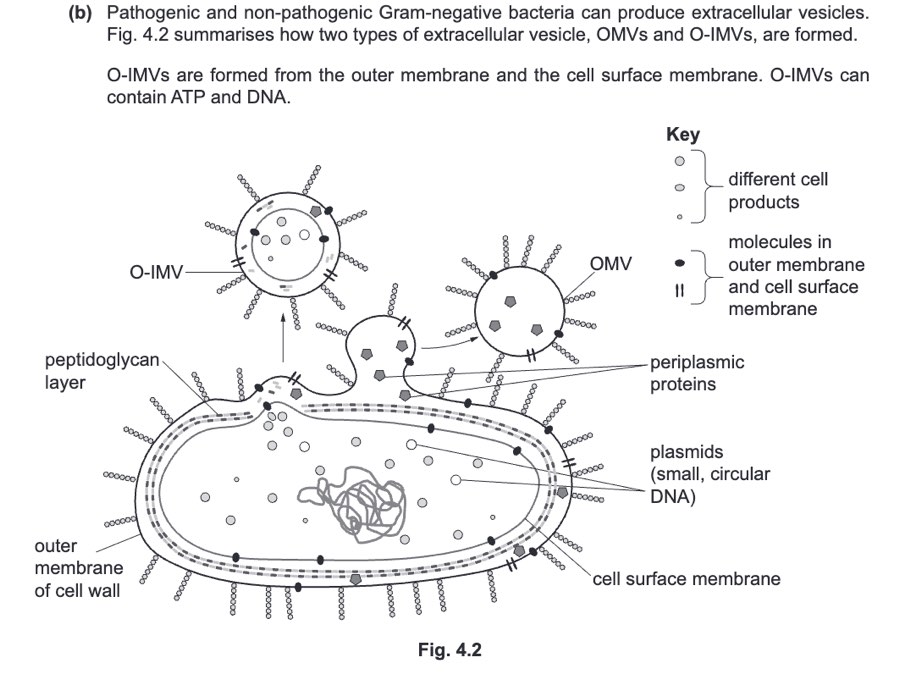 (b) Pathogenic and non-pathogenic Gram-negative bacteria can produce extracellular vesicles.
Fig. 4.2 summarises how two types of extracellular vesicle, OMVs and O-IMVs, are formed.
O-IMVs are formed from the outer membrane and the cell surface membrane. O-IMVs can
contain ATP and DNA.
Key
different cell
products
molecules in
outer membrane
and cell surface
membrane
O-IMV
OMV
peptidoglycan
layer
periplasmic
proteins
plasmids
(small, circular
DNA)
outer
membrane
of cell wall
cell surface membrane
Fig. 4.2